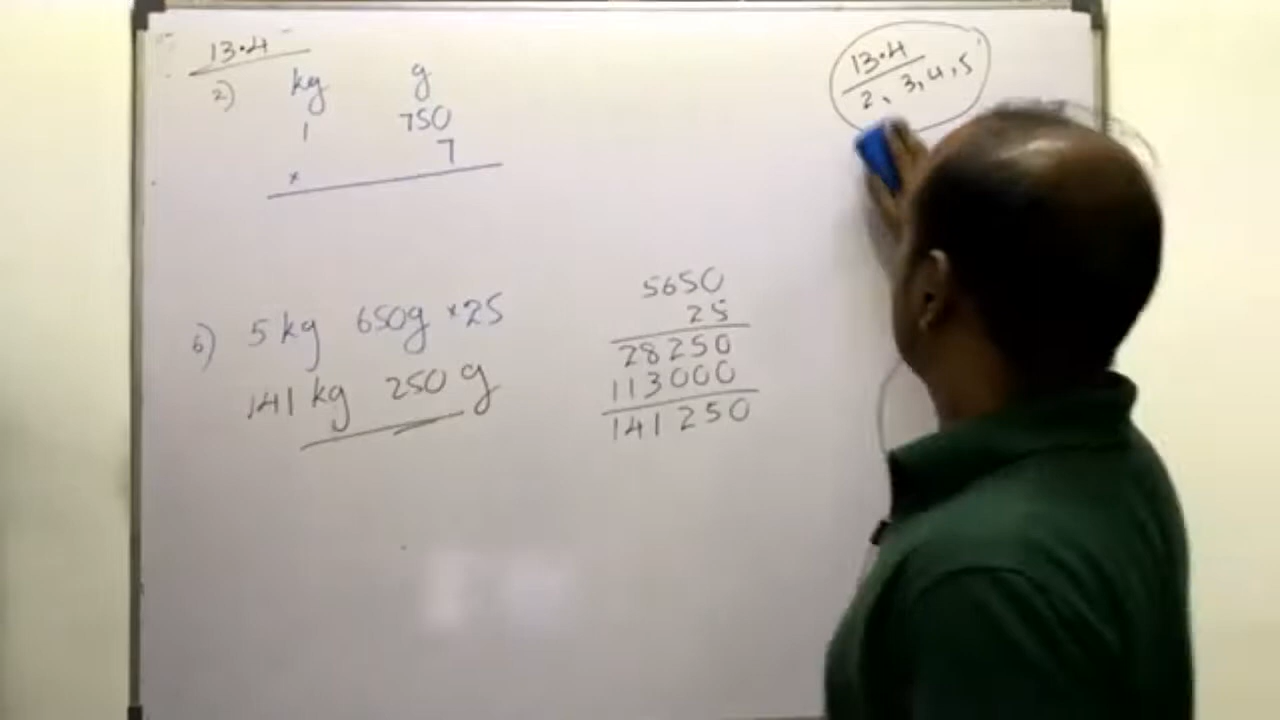 13.4
2) kg g
1 750
× 7
13.4
2, 3, 4, 5
6) 5 kg 650g ×25
141 kg 250 g
5650
25
28250
113000
141250